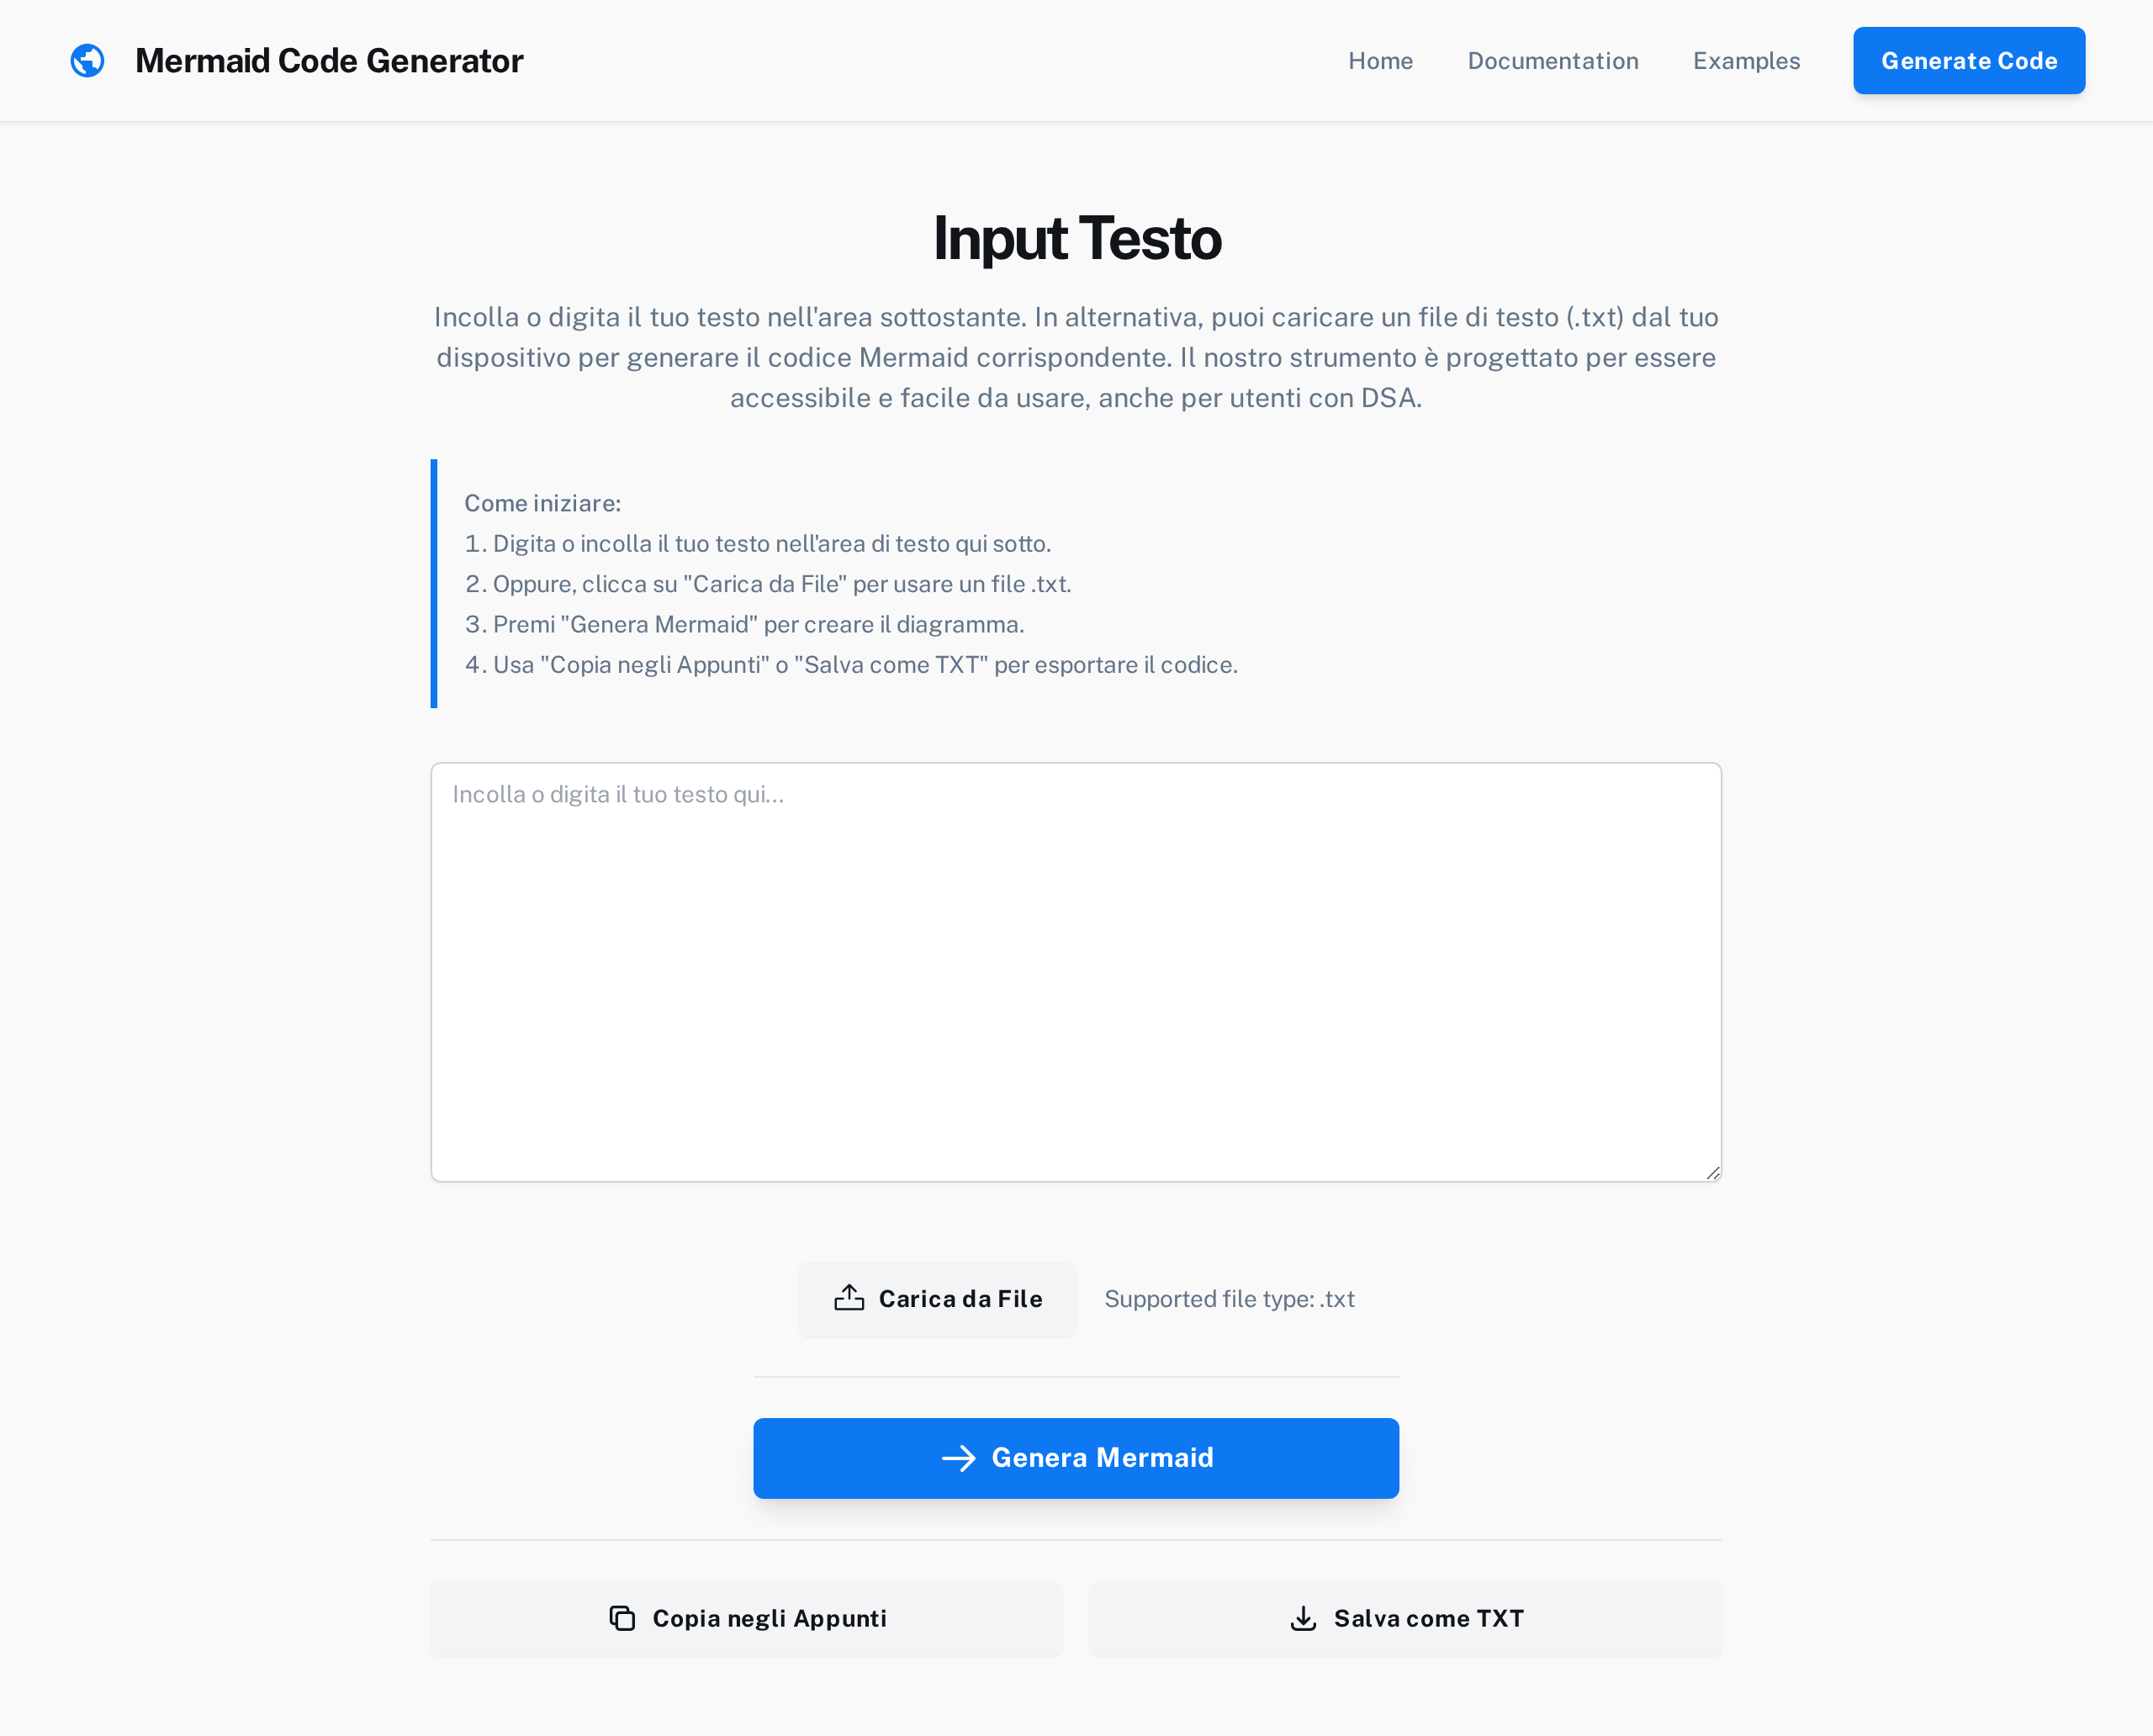 Mermaid Code Generator
Home
Documentation
Examples
Generate Code
Input Testo
Incolla o digita il tuo testo nell'area sottostante. In alternativa, puoi caricare un file di testo (.txt) dal tuo
dispositivo per generare il codice Mermaid corrispondente. Il nostro strumento è progettato per essere
accessibile e facile da usare, anche per utenti con DSA.
Come iniziare:
1. Digita o incolla il tuo testo nell'area di testo qui sotto.
2. Oppure, clicca su "Carica da File" per usare un file .txt.
3. Premi "Genera Mermaid" per creare il diagramma.
4. Usa "Copia negli Appunti" o "Salva come TXT" per esportare il codice.
Incolla o digita il tuo testo qui...
Carica da File
Supported file type: .txt
Genera Mermaid
Copia negli Appunti
Salva come TXT